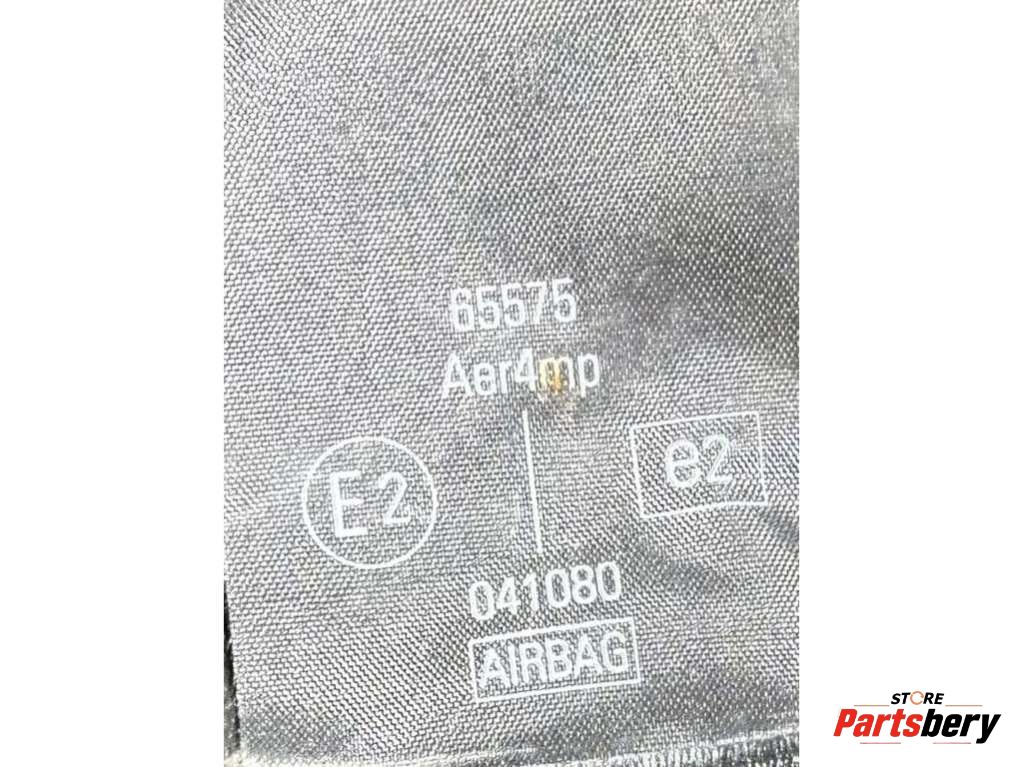 65575
Aer4mp
E2
e2
041080
AIRBAG
STORE
Partsbery